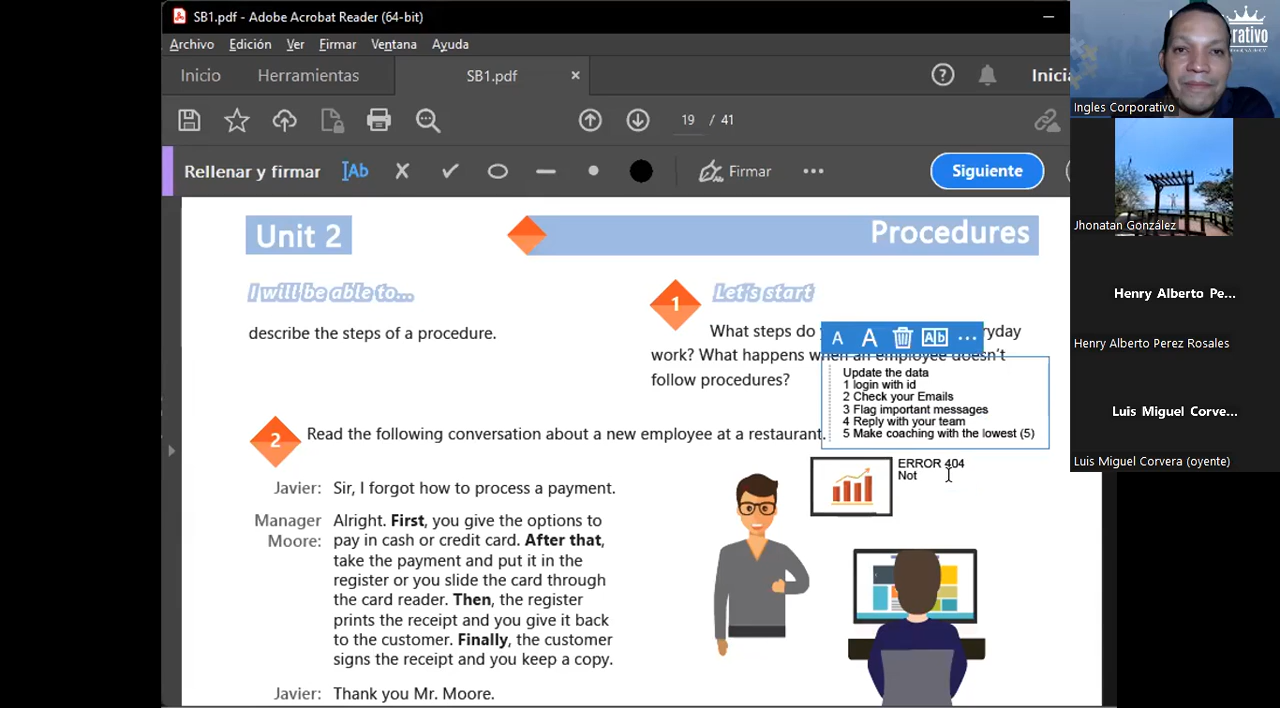 SB1.pdf - Adobe Acrobat Reader (64-bit)
Archivo Edición Ver Firmar Ventana Ayuda
Inicio Herramientas SB1.pdf
19 / 41
Rellenar y firmar Ab Firmar Siguiente
Unit 2 Procedures
I will be able to...
describe the steps of a procedure.
1 Let's start
What steps do
work? What happens when an employee doesn't
follow procedures?
A A Ab
Update the data
1 login with id
2 Check your Emails
3 Flag important messages
4 Reply with your team
5 Make coaching with the lowest (5)
2 Read the following conversation about a new employee at a restaurant.
ERROR 404
Not
Javier: Sir, I forgot how to process a payment.
Manager Moore: Alright. First, you give the options to
pay in cash or credit card. After that,
take the payment and put it in the
register or you slide the card through
the card reader. Then, the register
prints the receipt and you give it back
to the customer. Finally, the customer
signs the receipt and you keep a copy.
Javier: Thank you Mr. Moore.
Ingles Corporativo
Jhonatan González
Henry Alberto Pe...
Henry Alberto Perez Rosales
Luis Miguel Corve...
Luis Miguel Corvera (oyente)